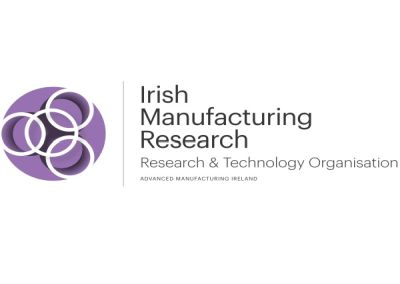 Irish
Manufacturing
Research
Research & Technology Organisation
ADVANCED MANUFACTURING IRELAND